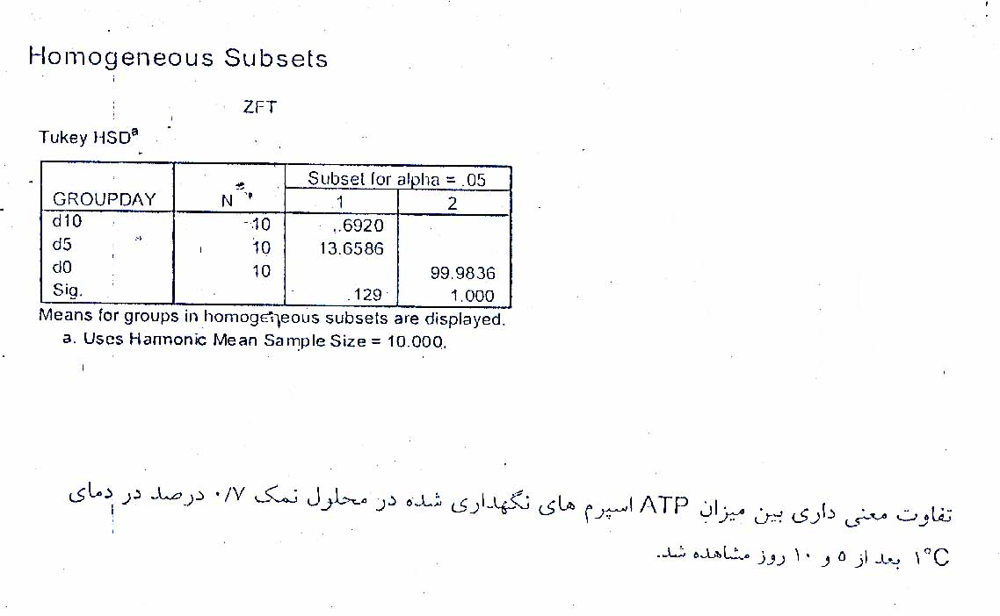 Homogeneous Subsets
ZFT
Tukey HSDa
Subset for alpha = .05
GROUPDAY N 1 2
d10 10 .6920
d5 10 13.6586
d0 10 99.9836
Sig. .129 1.000
Means for groups in homogeneous subsets are displayed.
a. Uses Harmonic Mean Sample Size = 10.000.
تفاوت معنی داری بین میزان ATP اسپرم های نگهداری شده در محلول نمک ۰/۷ درصد در دمای
۱°C بعد از ۵ و ۱۰ روز مشاهده شد.